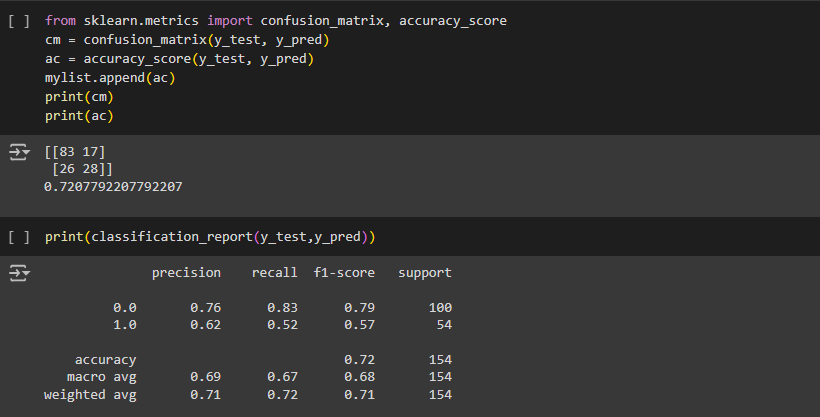 [ ] from sklearn.metrics import confusion_matrix, accuracy_score
cm = confusion_matrix(y_test, y_pred)
ac = accuracy_score(y_test, y_pred)
mylist.append(ac)
print(cm)
print(ac)
[[83 17]
[26 28]]
0.7207792207792207
[ ] print(classification_report(y_test,y_pred))
precision recall f1-score support
0.0 0.76 0.83 0.79 100
1.0 0.62 0.52 0.57 54
accuracy 0.72 154
macro avg 0.69 0.67 0.68 154
weighted avg 0.71 0.72 0.71 154